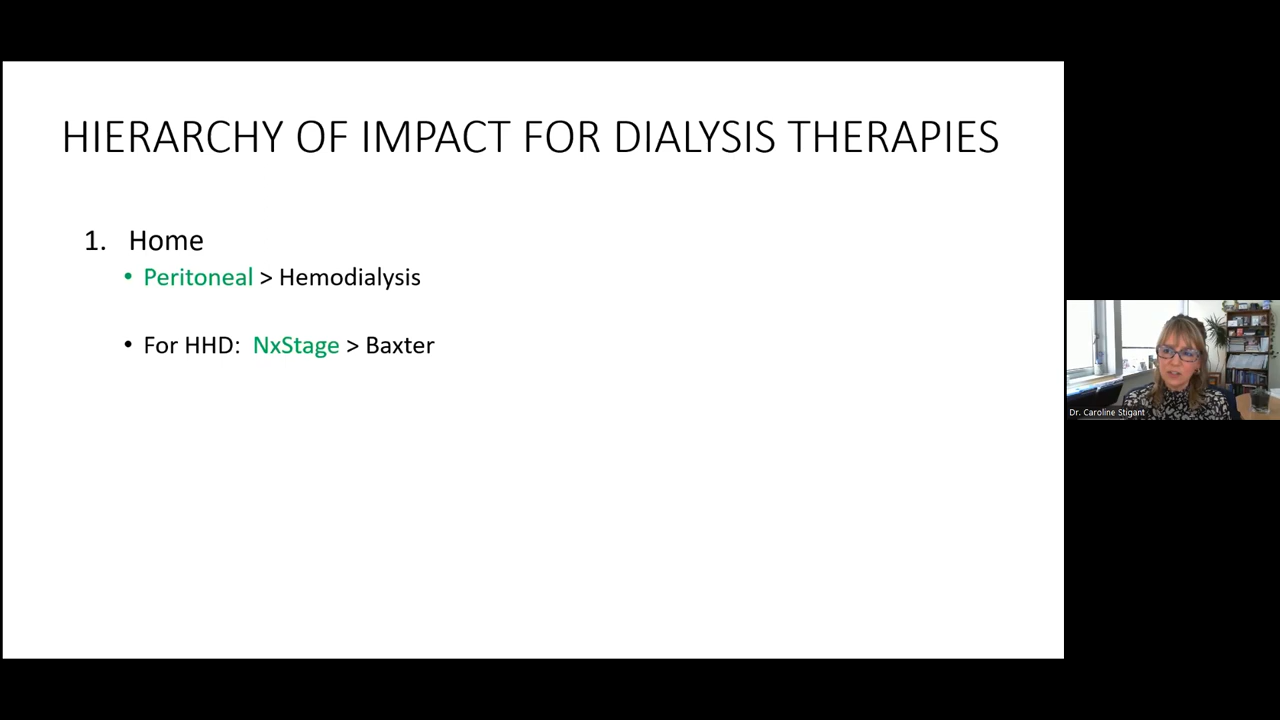 HIERARCHY OF IMPACT FOR DIALYSIS THERAPIES
1. Home
• Peritoneal > Hemodialysis
• For HHD: NxStage > Baxter
Dr. Caroline Stigant